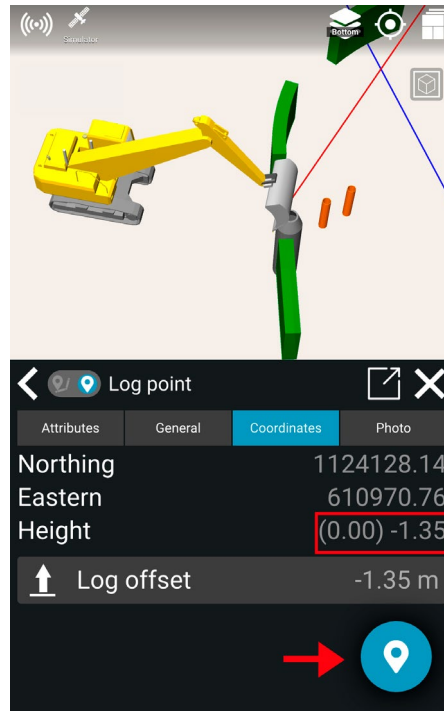 Simulator
Bottom
Log point
Attributes General Coordinates Photo
Northing 1124128.14
Eastern 610970.76
Height (0.00) -1.35
Log offset -1.35 m